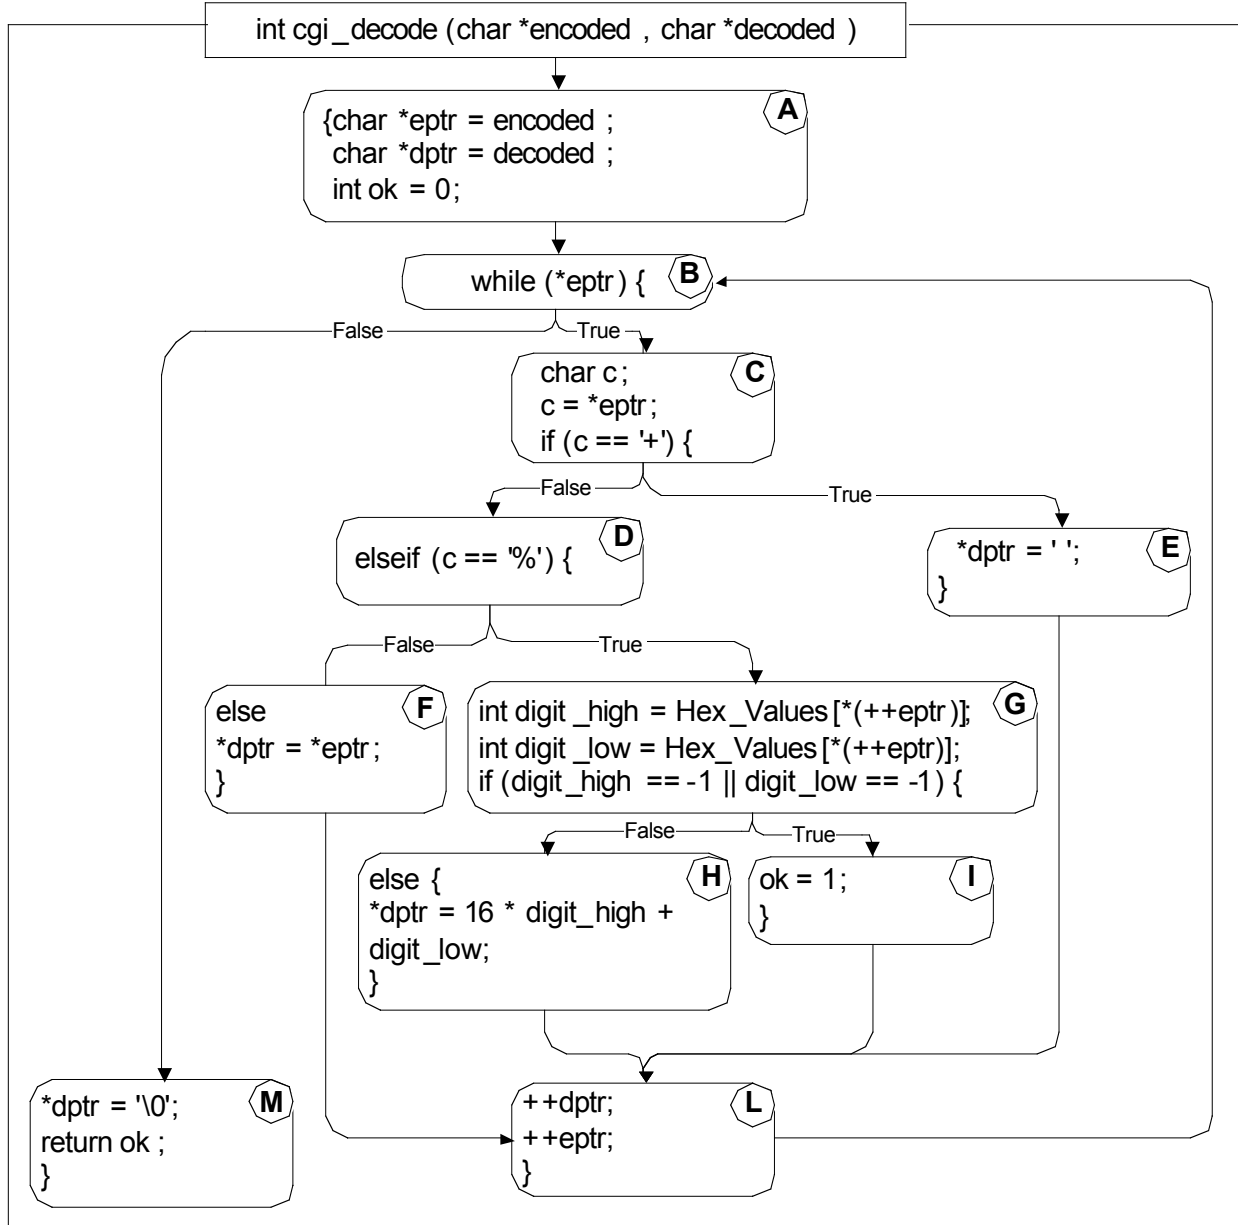 int cgi_decode (char *encoded , char *decoded )
A
{char *eptr = encoded ;
char *dptr = decoded ;
int ok = 0;
while (*eptr) {
B
False
True
char c;
C
c = *eptr;
if (c == '+') {
False
True
D
elseif (c == '%') {
*dptr = ' ';
E
}
False
True
else
F
*dptr = *eptr;
}
int digit_high = Hex_Values[*(++eptr)];
G
int digit_low = Hex_Values[*(++eptr)];
if (digit_high == -1 || digit_low == -1) {
False
True
else {
H
*dptr = 16 * digit_high +
digit_low;
}
ok = 1;
I
}
*dptr = '\0';
M
return ok ;
}
++dptr;
L
++eptr;
}